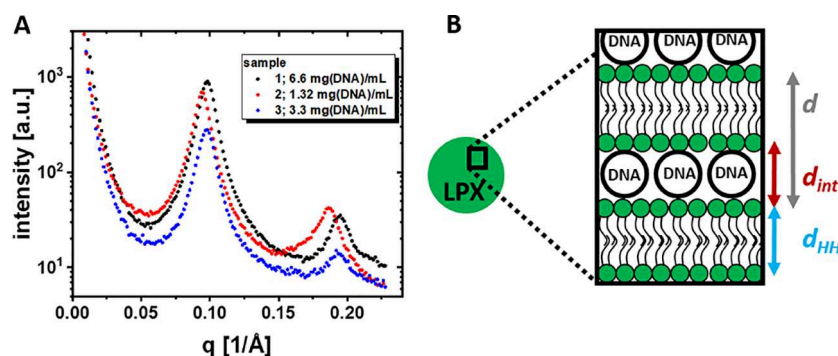 A
intensity [a.u.]
10³
10²
10¹
sample
1; 6.6 mg(DNA)/mL
2; 1.32 mg(DNA)/mL
3; 3.3 mg(DNA)/mL
0.00 0.05 0.10 0.15 0.20
q [1/Å]
B
LPX
DNA DNA DNA
d
DNA DNA DNA
d_int
d_HH